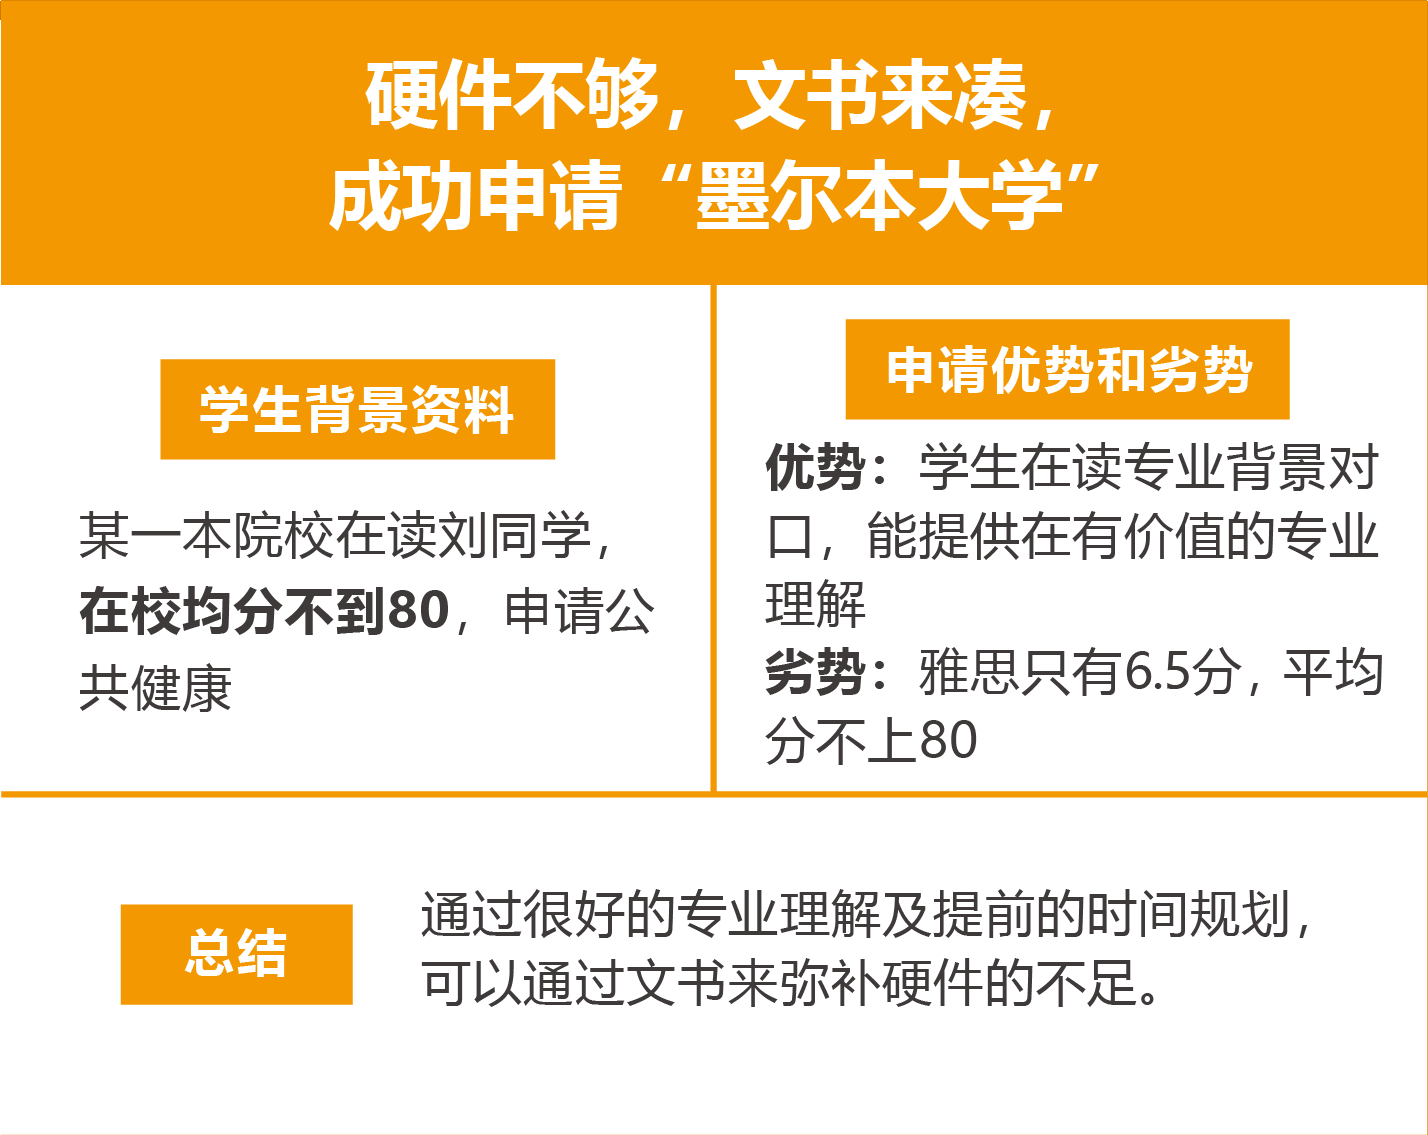 硬件不够，文书来凑，
成功申请“墨尔本大学”
学生背景资料
某一本院校在读刘同学，
在校均分不到80，申请公
共健康
申请优势和劣势
优势：学生在读专业背景对
口，能提供在有价值的专业
理解
劣势：雅思只有6.5分，平均
分不上80
总结
通过很好的专业理解及提前的时间规划，
可以通过文书来弥补硬件的不足。